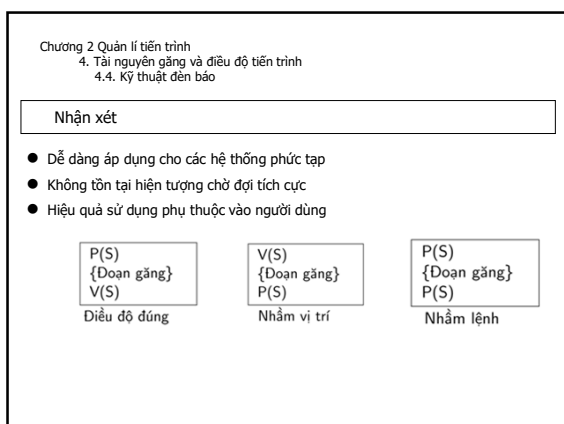 Chương 2 Quản lí tiến trình
4. Tài nguyên găng và điều độ tiến trình
4.4. Kỹ thuật đèn báo
Nhận xét
● Dễ dàng áp dụng cho các hệ thống phức tạp
● Không tồn tại hiện tượng chờ đợi tích cực
● Hiệu quả sử dụng phụ thuộc vào người dùng
P(S)
{Đoạn găng}
V(S)
Điều độ đúng
V(S)
{Đoạn găng}
P(S)
Nhầm vị trí
P(S)
{Đoạn găng}
P(S)
Nhầm lệnh